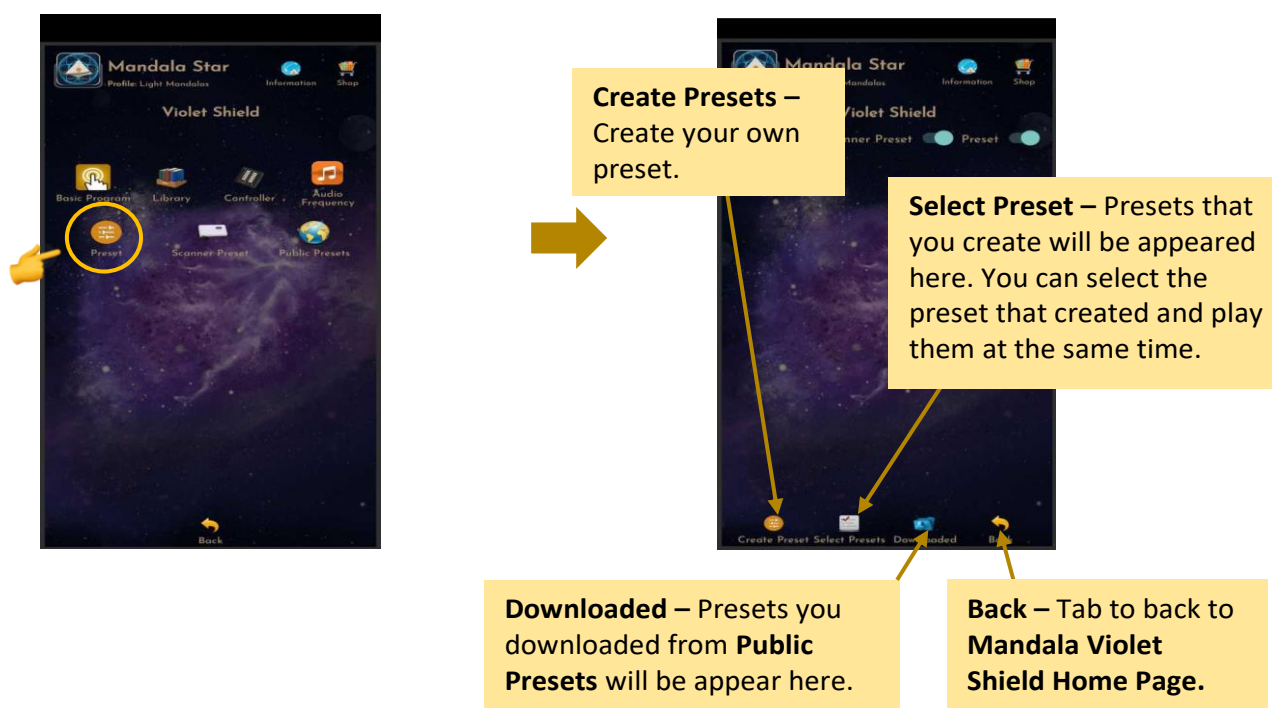 Mandala Star
Profile: Light Mandalas
Information
Shop
Violet Shield
Basic Program
Library
Controller
Audio
Frequency
Preset
Scanner Preset
Public Presets
Back
Mandala Star
Mandalas
Information
Shop
Violet Shield
Scanner Preset
Preset
Create Presets –
Create your own
preset.
Select Preset – Presets that
you create will be appeared
here. You can select the
preset that created and play
them at the same time.
Create Preset
Select Presets
Downloaded
Back
Downloaded – Presets you
downloaded from Public
Presets will be appear here.
Back – Tab to back to
Mandala Violet
Shield Home Page.